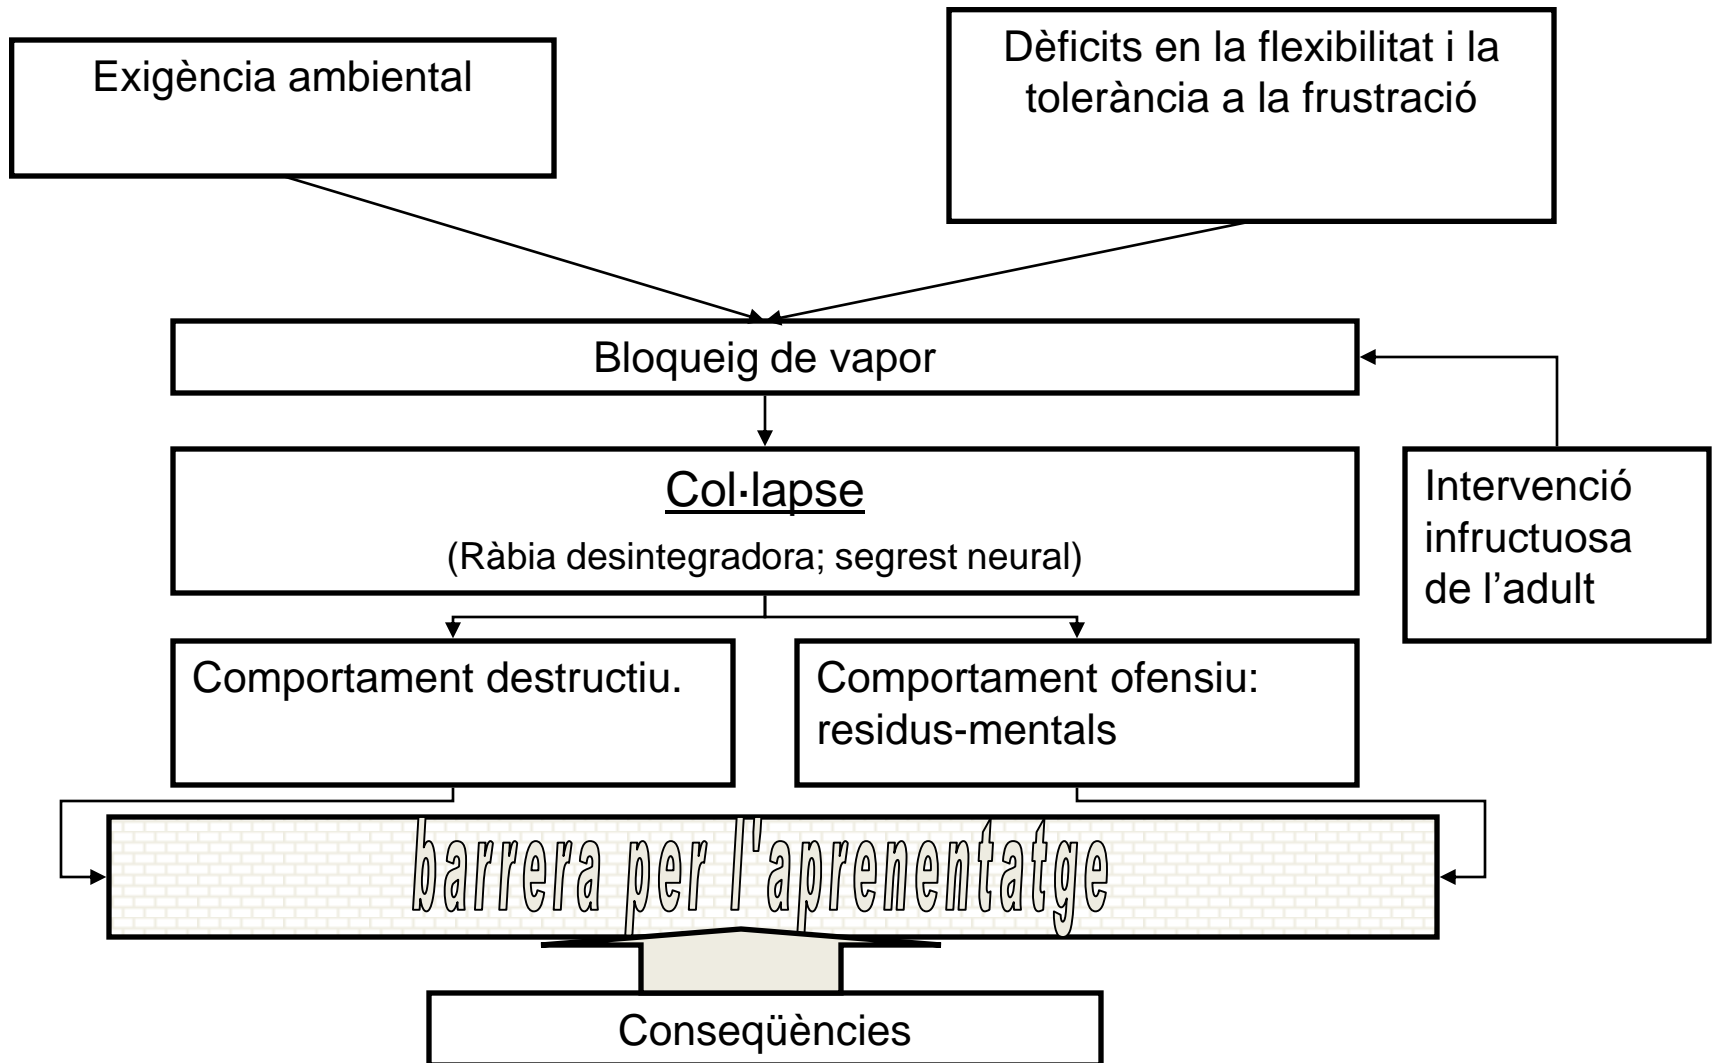 Exigència ambiental
Dèficits en la flexibilitat i la
tolerància a la frustració
Bloqueig de vapor
Col·lapse
(Ràbia desintegradora; segrest neural)
Intervenció
infructuosa
de l’adult
Comportament destructiu.
Comportament ofensiu:
residus-mentals
barrera per l'aprenentatge
Conseqüències